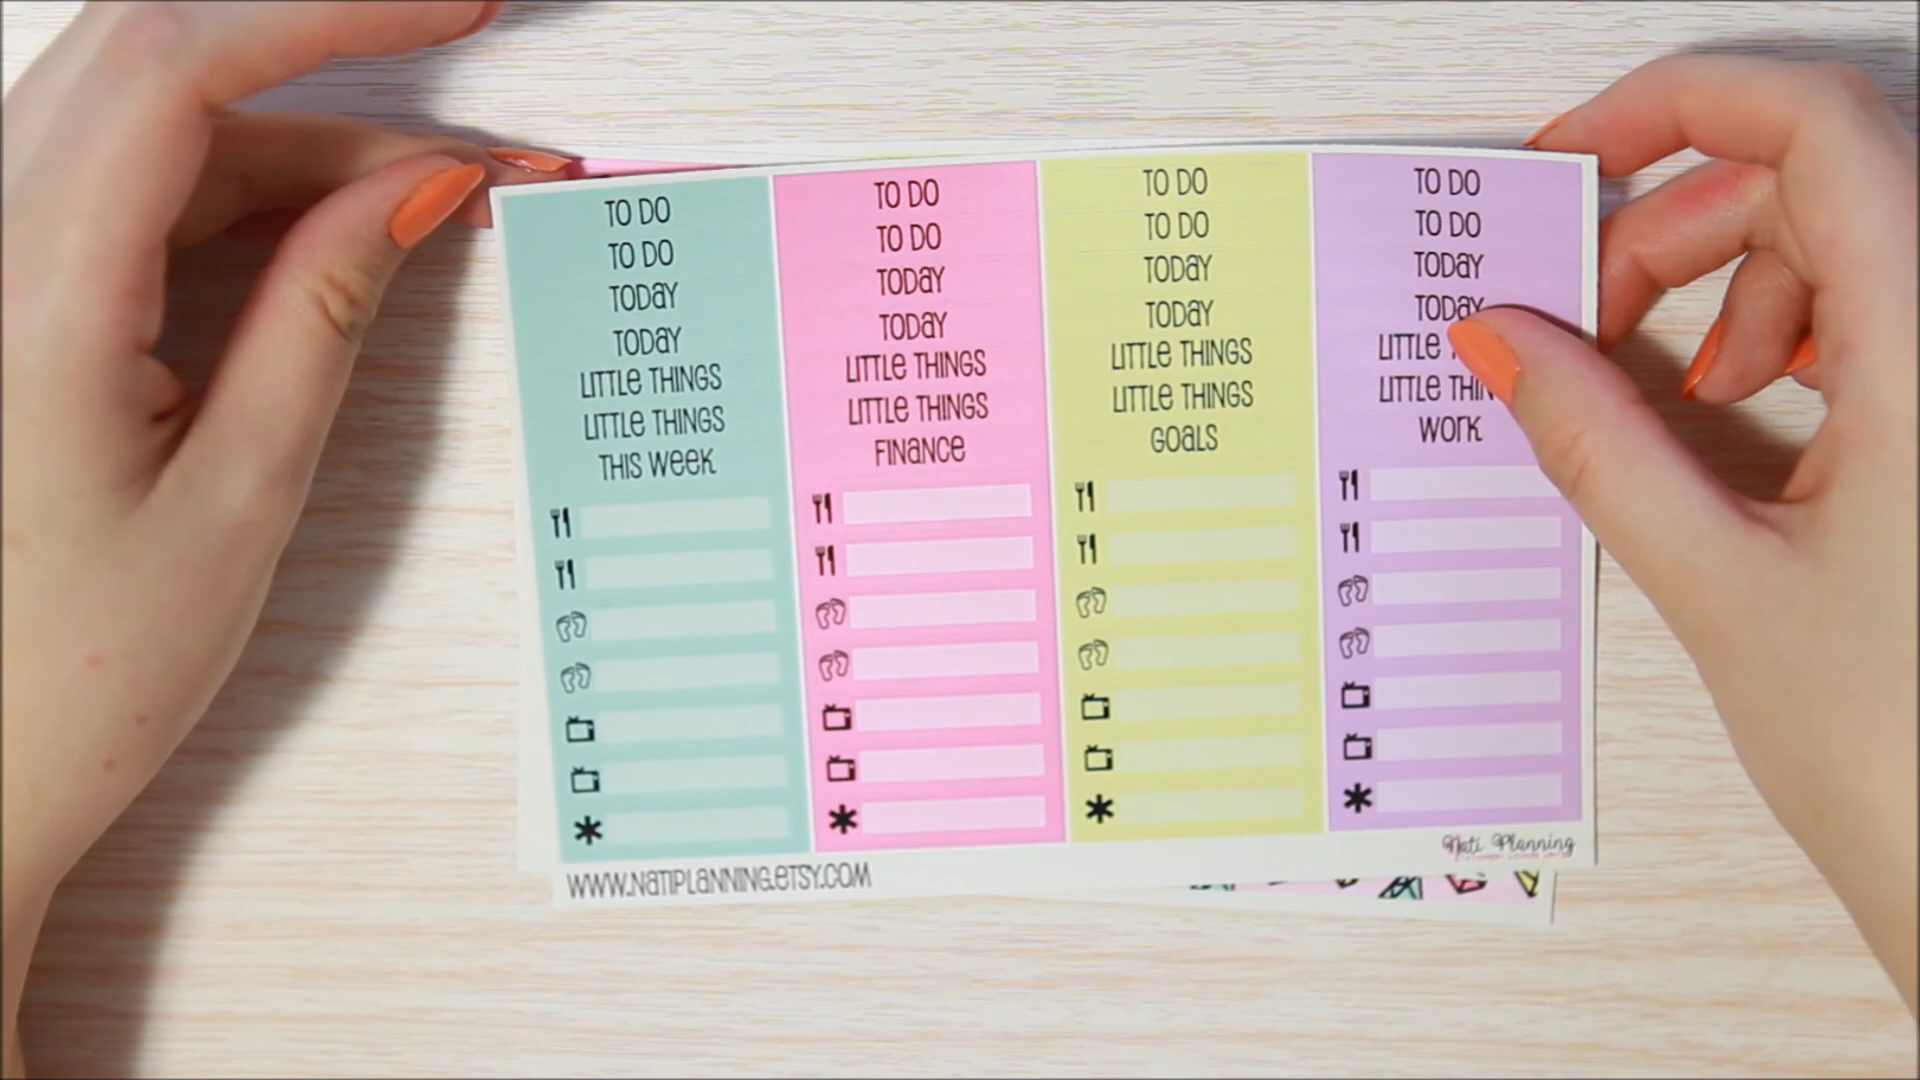 TO DO
TO DO
TODAY
TODAY
LITTLE THINGS
LITTLE THINGS
THIS WEEK
TO DO
TO DO
TODAY
TODAY
LITTLE THINGS
LITTLE THINGS
FINANCE
TO DO
TO DO
TODAY
TODAY
LITTLE THINGS
LITTLE THINGS
GOALS
TO DO
TO DO
TODAY
TODAY
LITTLE
LITTLE
WORK
WWW.NATIPLANNING.ETSY.COM
Nati Planning